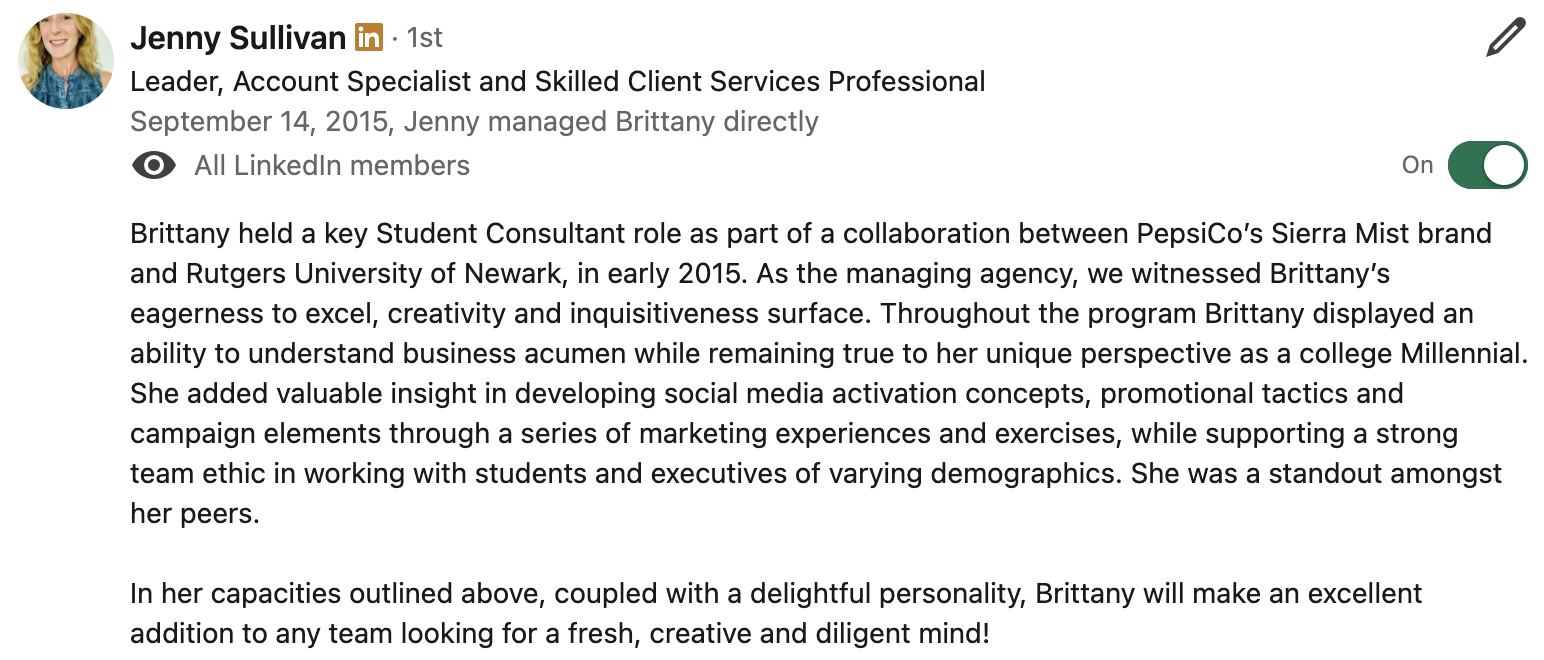 Jenny Sullivan in · 1st
Leader, Account Specialist and Skilled Client Services Professional
September 14, 2015, Jenny managed Brittany directly
All LinkedIn members
On
Brittany held a key Student Consultant role as part of a collaboration between PepsiCo’s Sierra Mist brand
and Rutgers University of Newark, in early 2015. As the managing agency, we witnessed Brittany’s
eagerness to excel, creativity and inquisitiveness surface. Throughout the program Brittany displayed an
ability to understand business acumen while remaining true to her unique perspective as a college Millennial.
She added valuable insight in developing social media activation concepts, promotional tactics and
campaign elements through a series of marketing experiences and exercises, while supporting a strong
team ethic in working with students and executives of varying demographics. She was a standout amongst
her peers.
In her capacities outlined above, coupled with a delightful personality, Brittany will make an excellent
addition to any team looking for a fresh, creative and diligent mind!